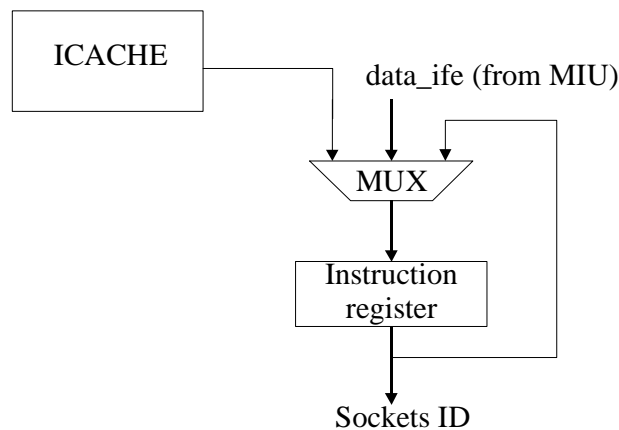 ICACHE
data_ife (from MIU)
MUX
Instruction
register
Sockets ID